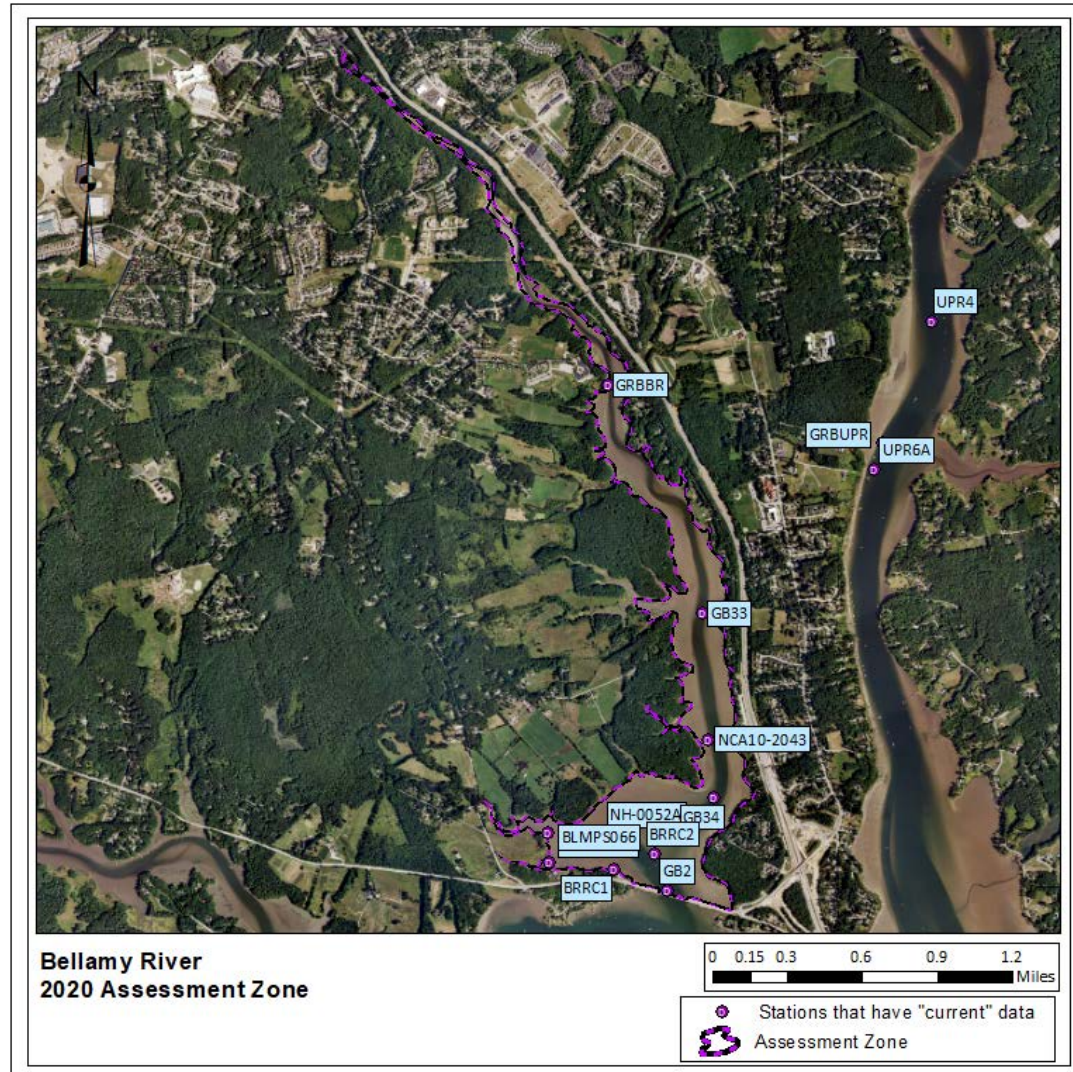 N
UPR4
GRBBR
GRBUPR
UPR6A
GB33
NCA10-2043
NH-0052A
GB34
BLMPS066
BRRC2
GB2
BRRC1
Bellamy River
2020 Assessment Zone
0 0.15 0.3 0.6 0.9 1.2
Miles
Stations that have "current" data
Assessment Zone